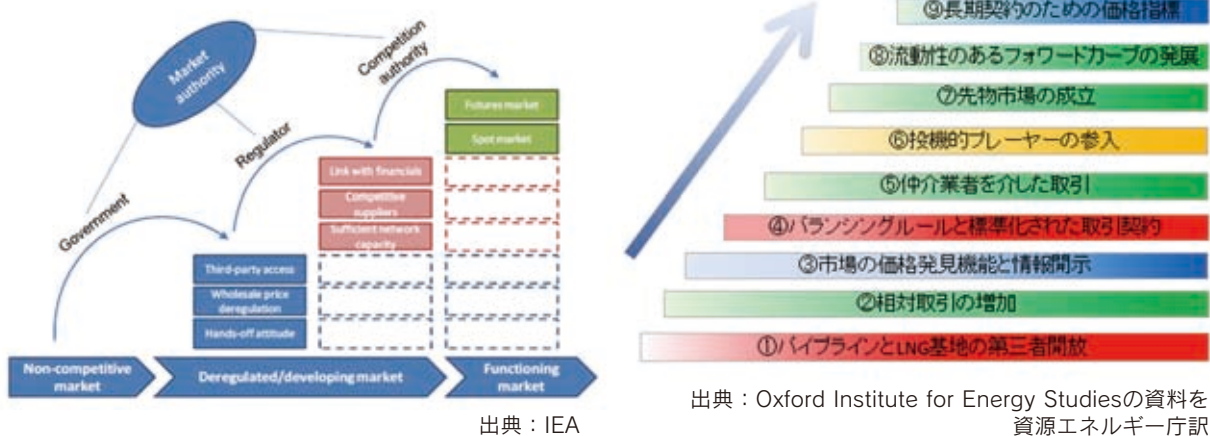 Market
authority
Competition
authority
Regulator
Government
Futures market
Spot market
Link with financials
Competitive
suppliers
Sufficient network
capacity
Third-party access
Wholesale price
deregulation
Hands-off attitude
Non-competitive
market
Deregulated/developing market
Functioning
market
出典：IEA
⑨長期契約のための価格指標
⑧流動性のあるフォワードカーブの発展
⑦先物市場の成立
⑥投機的プレーヤーの参入
⑤仲介業者を介した取引
④バランシングルールと標準化された取引契約
③市場の価格発見機能と情報開示
②相対取引の増加
①パイプラインとLNG基地の第三者開放
出典：Oxford Institute for Energy Studiesの資料を
資源エネルギー庁訳